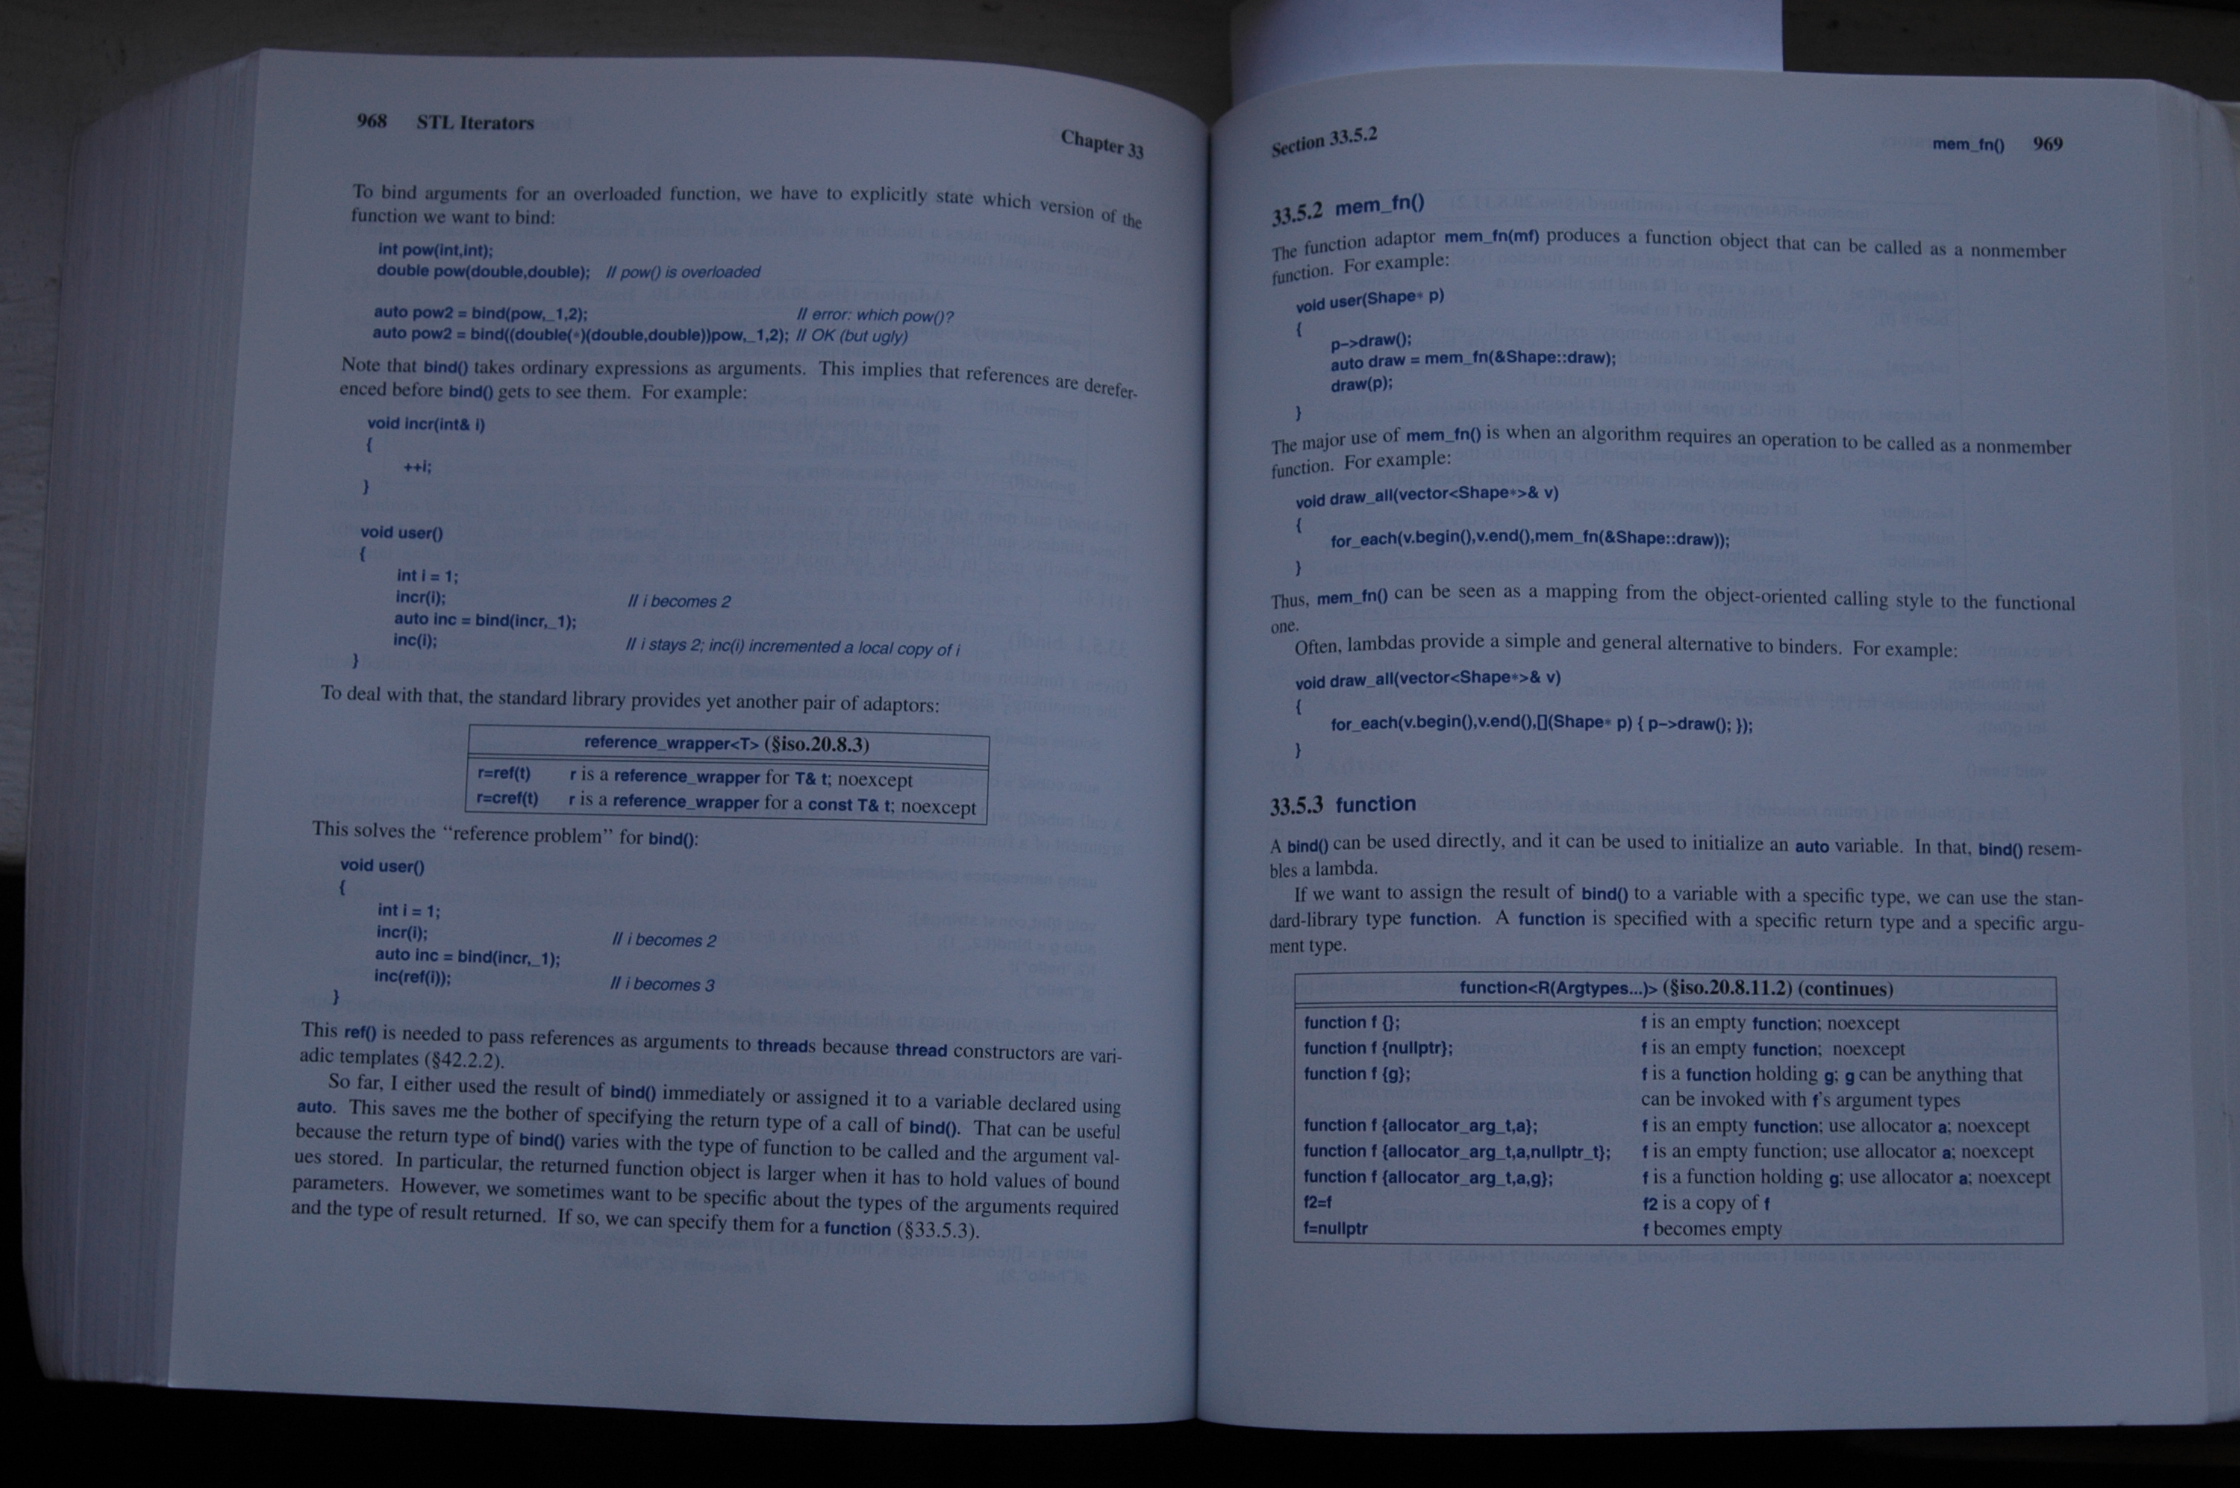 968 STL Iterators Chapter 33
To bind arguments for an overloaded function, we have to explicitly state which version of the
function we want to bind:
int pow(int,int);
double pow(double,double); // pow() is overloaded
auto pow2 = bind(pow,_1,2); // error: which pow()?
auto pow2 = bind((double(*)(double,double))pow,_1,2); // OK (but ugly)
Note that bind() takes ordinary expressions as arguments. This implies that references are derefer-
enced before bind() gets to see them. For example:
void incr(int& i)
{
++i;
}
void user()
{
int i = 1;
incr(i); // i becomes 2
auto inc = bind(incr,_1);
inc(i); // i stays 2; inc(i) incremented a local copy of i
}
To deal with that, the standard library provides yet another pair of adaptors:
reference_wrapper<T> (§iso.20.8.3)
r=ref(t) r is a reference_wrapper for T& t; noexcept
r=cref(t) r is a reference_wrapper for a const T& t; noexcept
This solves the “reference problem” for bind():
void user()
{
int i = 1;
incr(i); // i becomes 2
auto inc = bind(incr,_1);
inc(ref(i)); // i becomes 3
}
This ref() is needed to pass references as arguments to threads because thread constructors are vari-
adic templates (§42.2.2).
So far, I either used the result of bind() immediately or assigned it to a variable declared using
auto. This saves me the bother of specifying the return type of a call of bind(). That can be useful
because the return type of bind() varies with the type of function to be called and the argument val-
ues stored. In particular, the returned function object is larger when it has to hold values of bound
parameters. However, we sometimes want to be specific about the types of the arguments required
and the type of result returned. If so, we can specify them for a function (§33.5.3).
Section 33.5.2 mem_fn() 969
33.5.2 mem_fn()
The function adaptor mem_fn(mf) produces a function object that can be called as a nonmember
function. For example:
void user(Shape* p)
{
p->draw();
auto draw = mem_fn(&Shape::draw);
draw(p);
}
The major use of mem_fn() is when an algorithm requires an operation to be called as a nonmember
function. For example:
void draw_all(vector<Shape*>& v)
{
for_each(v.begin(),v.end(),mem_fn(&Shape::draw));
}
Thus, mem_fn() can be seen as a mapping from the object-oriented calling style to the functional
one.
Often, lambdas provide a simple and general alternative to binders. For example:
void draw_all(vector<Shape*>& v)
{
for_each(v.begin(),v.end(),[](Shape* p) { p->draw(); });
}
33.5.3 function
A bind() can be used directly, and it can be used to initialize an auto variable. In that, bind() resem-
bles a lambda.
If we want to assign the result of bind() to a variable with a specific type, we can use the stan-
dard-library type function. A function is specified with a specific return type and a specific argu-
ment type.
function<R(Argtypes...)> (§iso.20.8.11.2) (continues)
function f {}; f is an empty function; noexcept
function f {nullptr}; f is an empty function; noexcept
function f {g}; f is a function holding g; g can be anything that
can be invoked with f's argument types
function f {allocator_arg_t,a}; f is an empty function; use allocator a; noexcept
function f {allocator_arg_t,a,nullptr_t}; f is an empty function; use allocator a; noexcept
function f {allocator_arg_t,a,g}; f is a function holding g; use allocator a; noexcept
f2=f f2 is a copy of f
f=nullptr f becomes empty